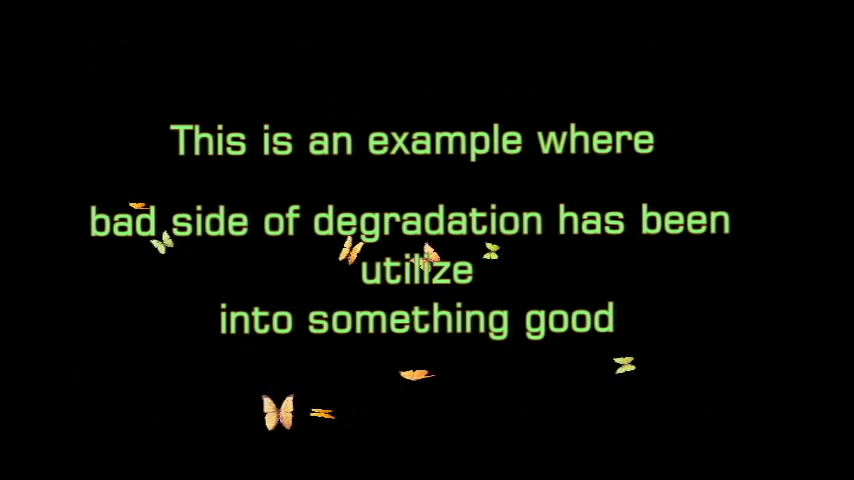 This is an example where
bad side of degradation has been
utilize
into something good